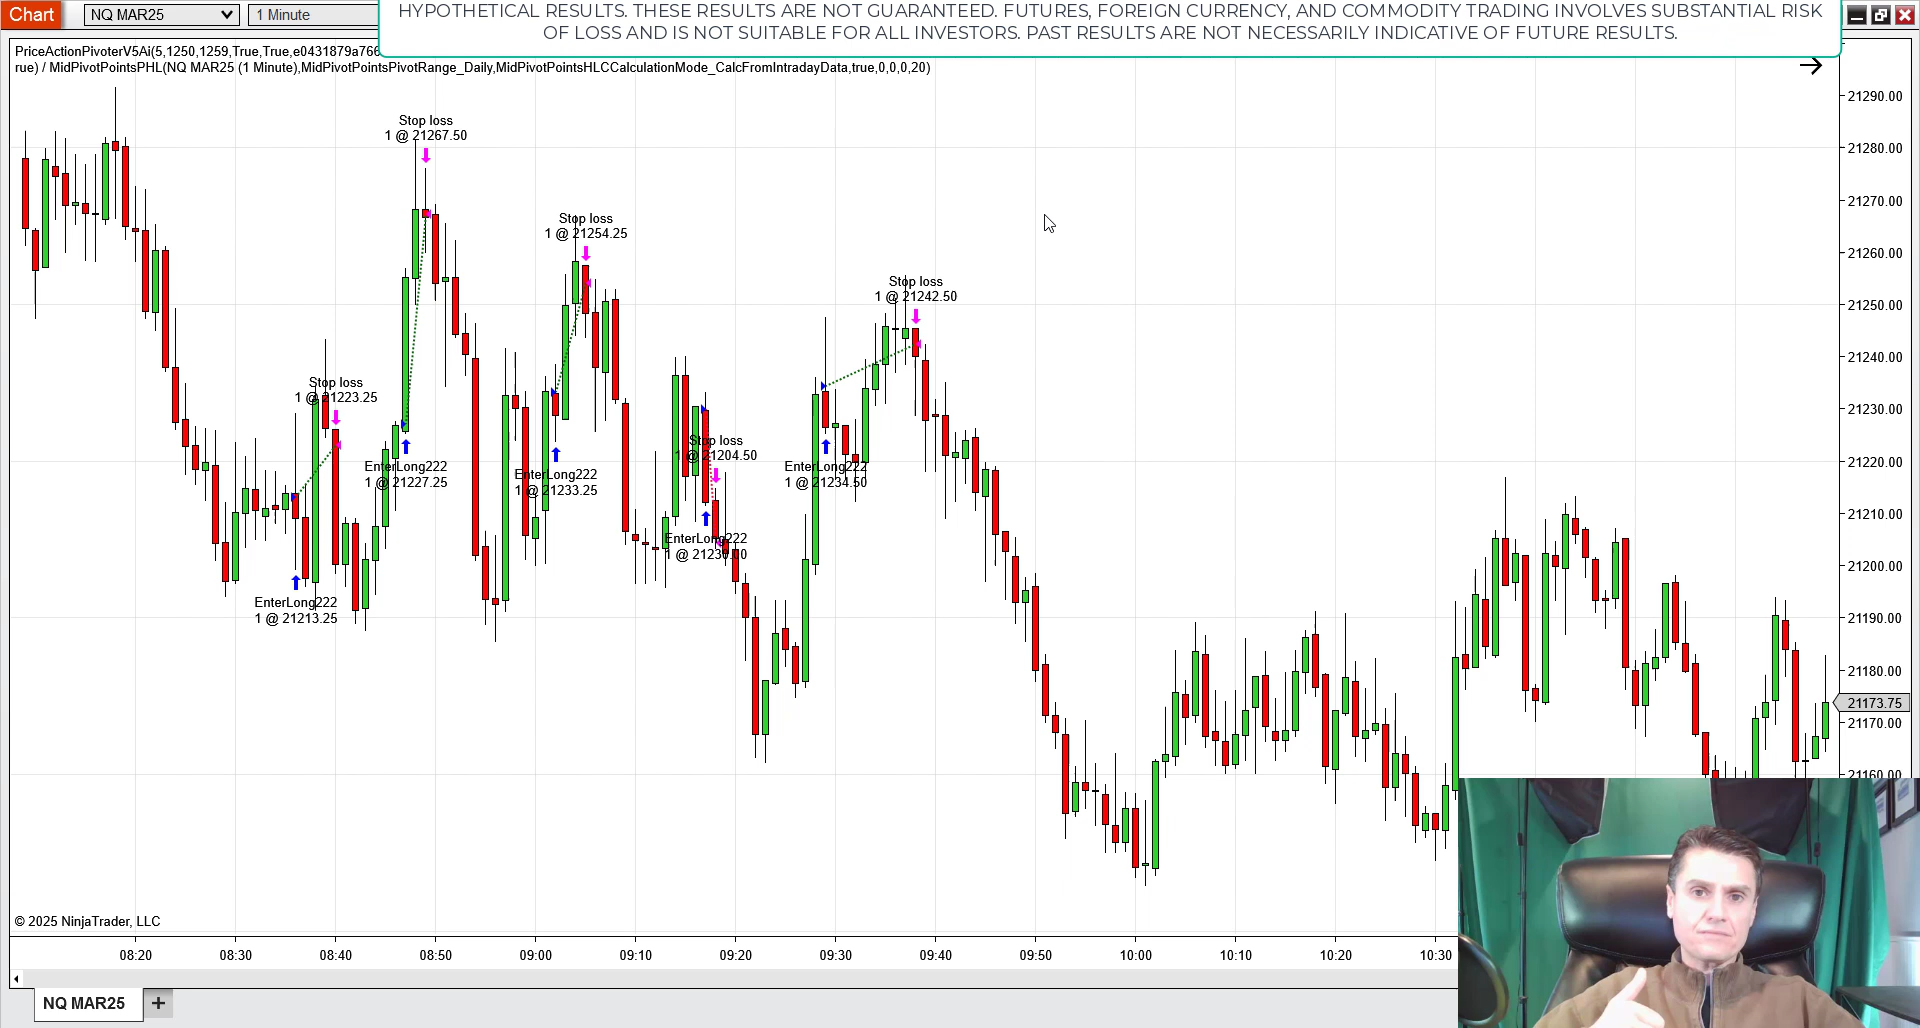 HYPOTHETICAL RESULTS. THESE RESULTS ARE NOT GUARANTEED. FUTURES, FOREIGN CURRENCY, AND COMMODITY TRADING INVOLVES SUBSTANTIAL RISK
OF LOSS AND IS NOT SUITABLE FOR ALL INVESTORS. PAST RESULTS ARE NOT NECESSARILY INDICATIVE OF FUTURE RESULTS.
Chart
NQ MAR25
1 Minute
PriceActionPivoterV5Ai(5,1250,1259,True,True,e0431879a766
rue) / MidPivotPointsPHL(NQ MAR25 (1 Minute),MidPivotPointsPivotRange_Daily,MidPivotPointsHLCCalculationMode_CalcFromIntradayData,true,0,0,0,20)
Stop loss
1 @ 21267.50
Stop loss
1 @ 21254.25
Stop loss
1 @ 21242.50
Stop loss
1 @ 21223.25
Stop loss
1 @ 21204.50
EnterLong222
1 @ 21227.25
EnterLong222
1 @ 21233.25
EnterLong222
1 @ 21234.50
EnterLong222
1 @ 21230.00
EnterLong222
1 @ 21213.25
21290.00
21280.00
21270.00
21260.00
21250.00
21240.00
21230.00
21220.00
21210.00
21200.00
21190.00
21180.00
21173.75
21170.00
21160.00
© 2025 NinjaTrader, LLC
08:20
08:30
08:40
08:50
09:00
09:10
09:20
09:30
09:40
09:50
10:00
10:10
10:20
10:30
NQ MAR25
+